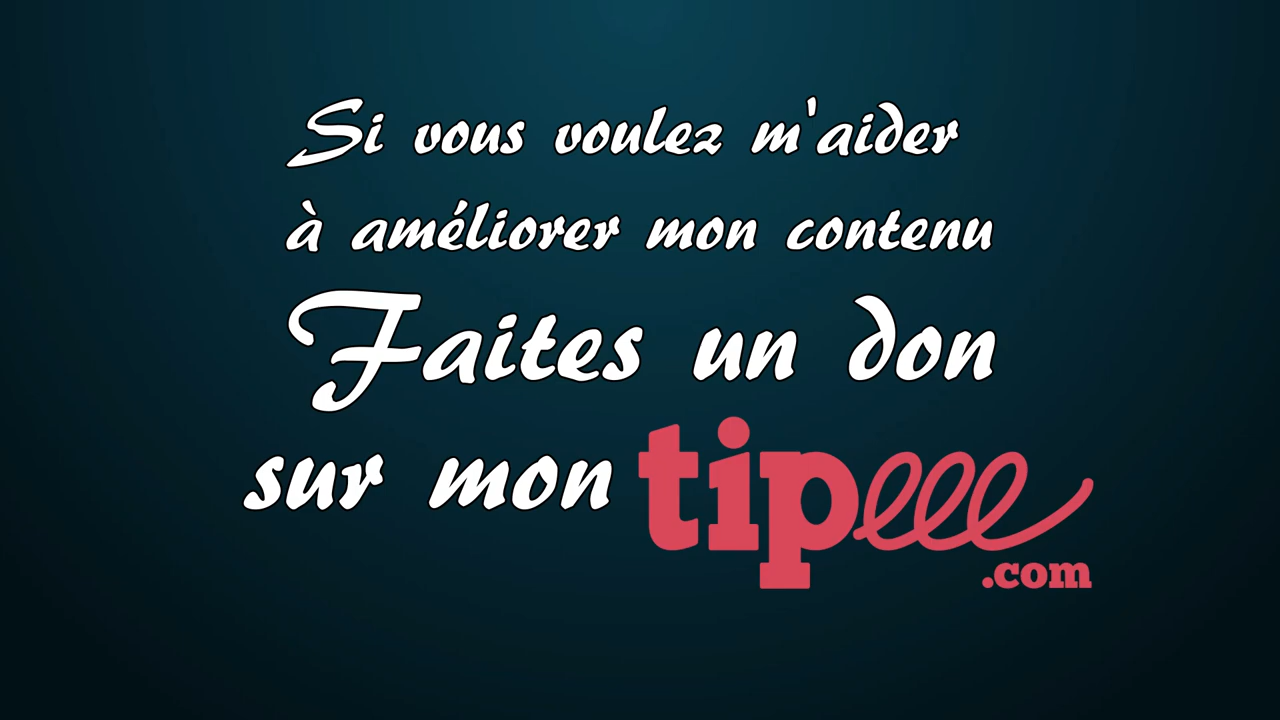 Si vous voulez m'aider
à améliorer mon contenu
Faites un don
sur mon tipeee
.com